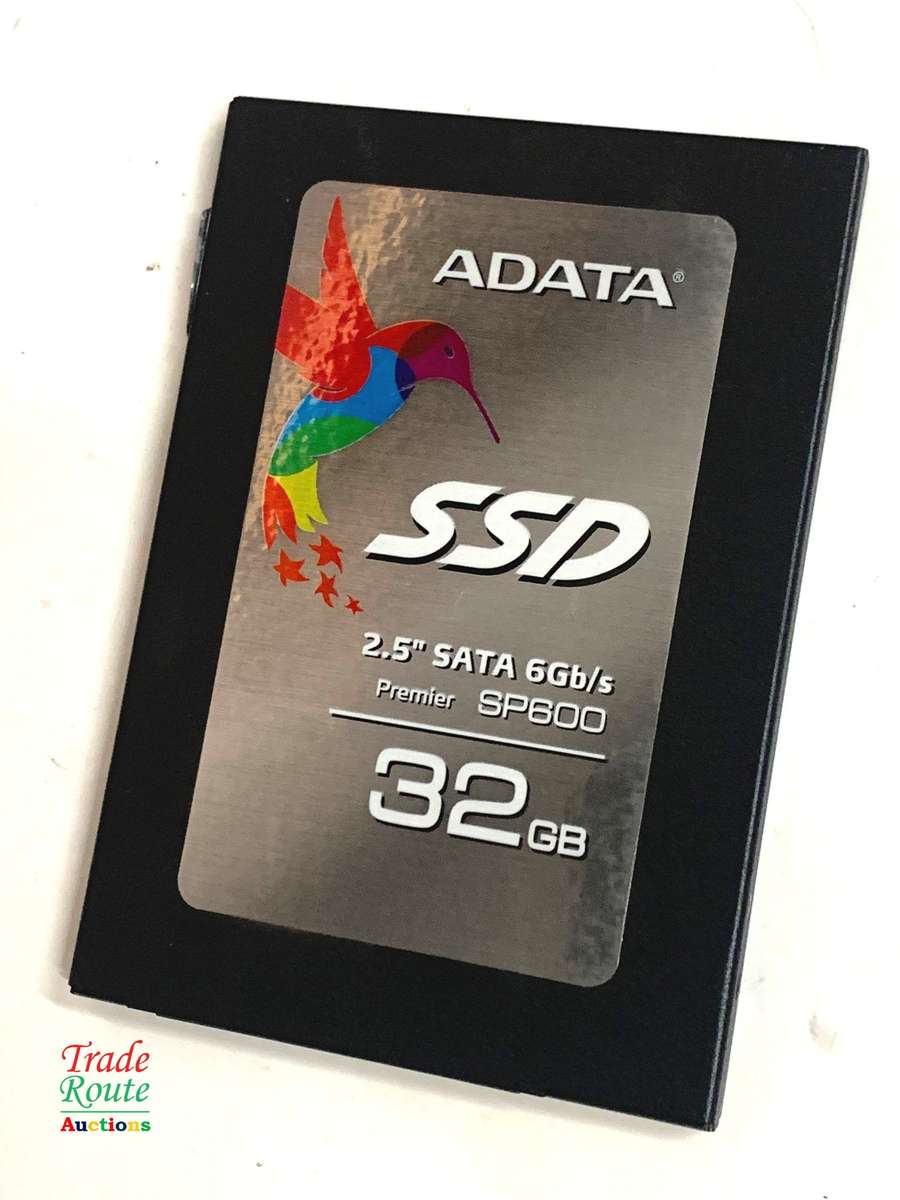 ADATA®
SSD
2.5" SATA 6Gb/s
Premier SP600
32GB
Trade
Route
Auctions